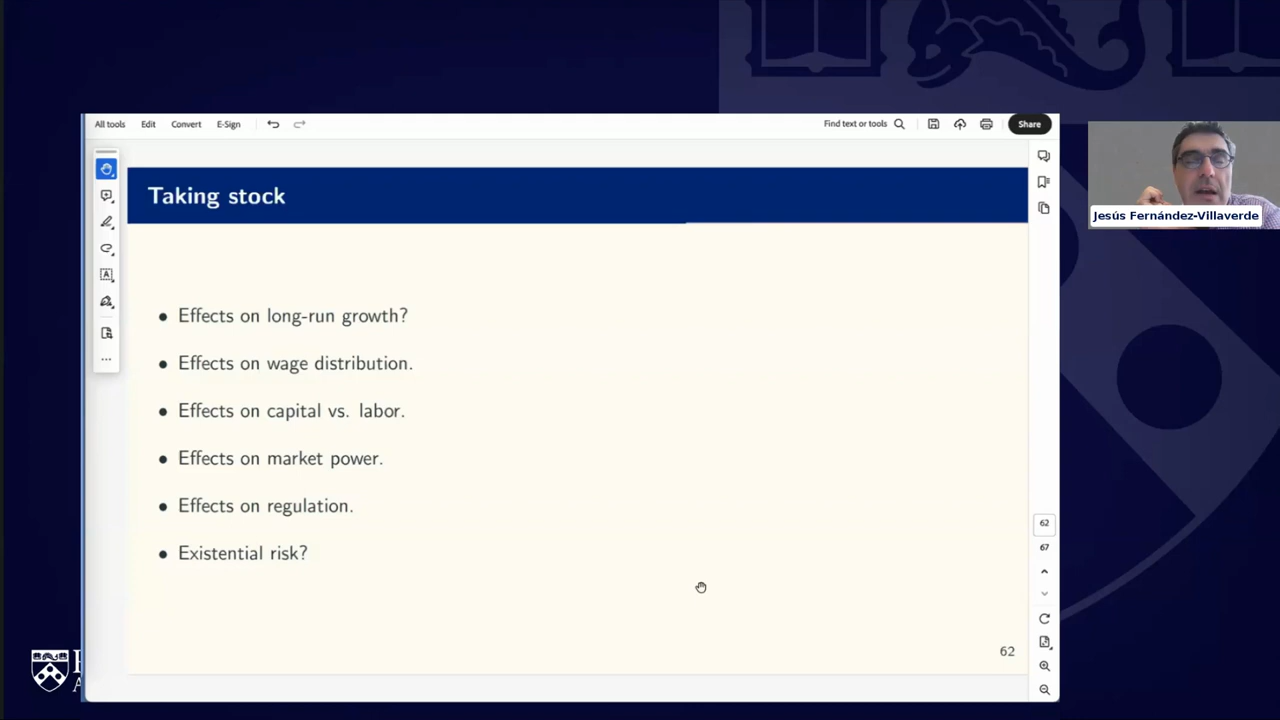 All tools Edit Convert E-Sign Find text or tools Share
Taking stock
Jesús Fernández-Villaverde
• Effects on long-run growth?
• Effects on wage distribution.
• Effects on capital vs. labor.
• Effects on market power.
• Effects on regulation.
• Existential risk?
62
67
62